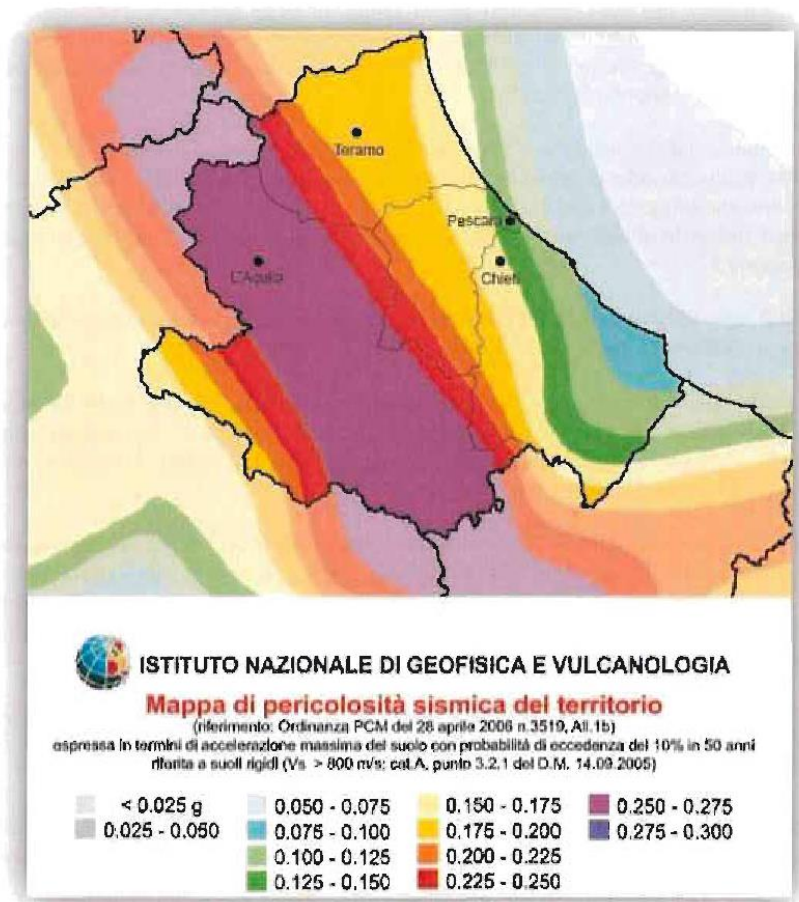 Teramo
Pescara
L'Aquila
Chieti
ISTITUTO NAZIONALE DI GEOFISICA E VULCANOLOGIA
Mappa di pericolosità sismica del territorio
(riferimento: Ordinanza PCM del 28 aprile 2006 n.3519, All.1b)
espressa in termini di accelerazione massima del suolo con probabilità di eccedenza del 10% in 50 anni
riferita a suoli rigidi (Vs > 800 m/s; cat.A, punto 3.2.1 del D.M. 14.09.2005)
< 0.025 g
0.025 - 0.050
0.050 - 0.075
0.075 - 0.100
0.100 - 0.125
0.125 - 0.150
0.150 - 0.175
0.175 - 0.200
0.200 - 0.225
0.225 - 0.250
0.250 - 0.275
0.275 - 0.300